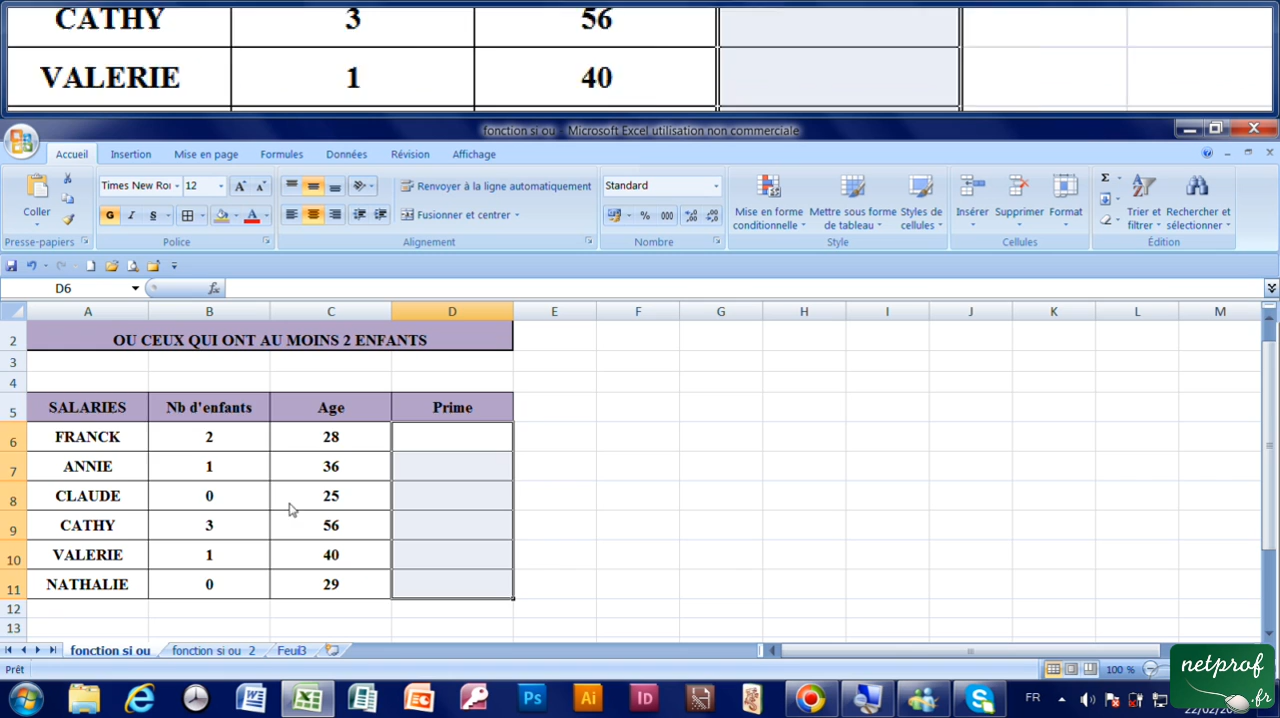 CATHY 3 56
VALERIE 1 40
fonction si ou - Microsoft Excel utilisation non commerciale
Accueil Insertion Mise en page Formules Données Révision Affichage
Coller Times New Ror 12 Renvoyer à la ligne automatiquement Standard
G I S Fusionner et centrer % 000
Mise en forme conditionnelle Mettre sous forme de tableau Styles de cellules Insérer Supprimer Format Trier et filtrer Rechercher et sélectionner
Presse-papiers Police Alignement Nombre Style Cellules Édition
D6 fx
A B C D E F G H I J K L M
2 OU CEUX QUI ONT AU MOINS 2 ENFANTS
3
4
5 SALARIES Nb d'enfants Age Prime
6 FRANCK 2 28
7 ANNIE 1 36
8 CLAUDE 0 25
9 CATHY 3 56
10 VALERIE 1 40
11 NATHALIE 0 29
12
13
fonction si ou fonction si ou 2 Feuil3
Prêt 100 %
netprof.fr
Ps Ai ID FR